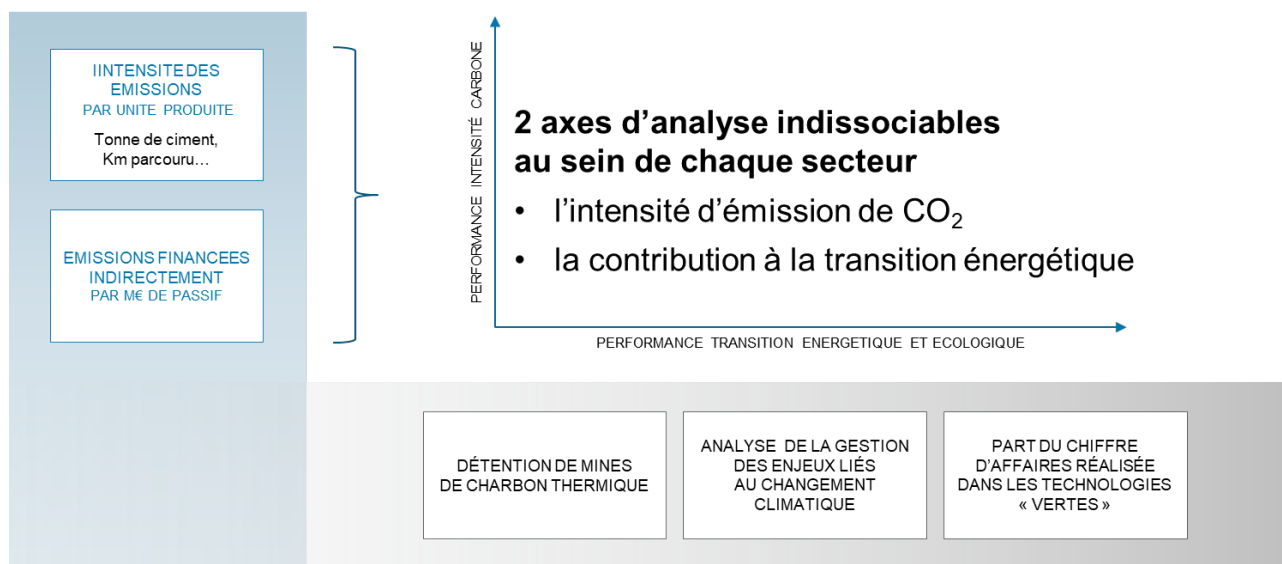 IINTENSITE DES
EMISSIONS
PAR UNITE PRODUITE
Tonne de ciment,
Km parcouru…
EMISSIONS FINANCEES
INDIRECTEMENT
PAR M€ DE PASSIF
PERFORMANCE INTENSITÉ CARBONE
2 axes d’analyse indissociables
au sein de chaque secteur
• l’intensité d’émission de CO₂
• la contribution à la transition énergétique
PERFORMANCE TRANSITION ENERGETIQUE ET ECOLOGIQUE
DÉTENTION DE MINES
DE CHARBON THERMIQUE
ANALYSE DE LA GESTION
DES ENJEUX LIÉS
AU CHANGEMENT
CLIMATIQUE
PART DU CHIFFRE
D’AFFAIRES RÉALISÉE
DANS LES TECHNOLOGIES
« VERTES »